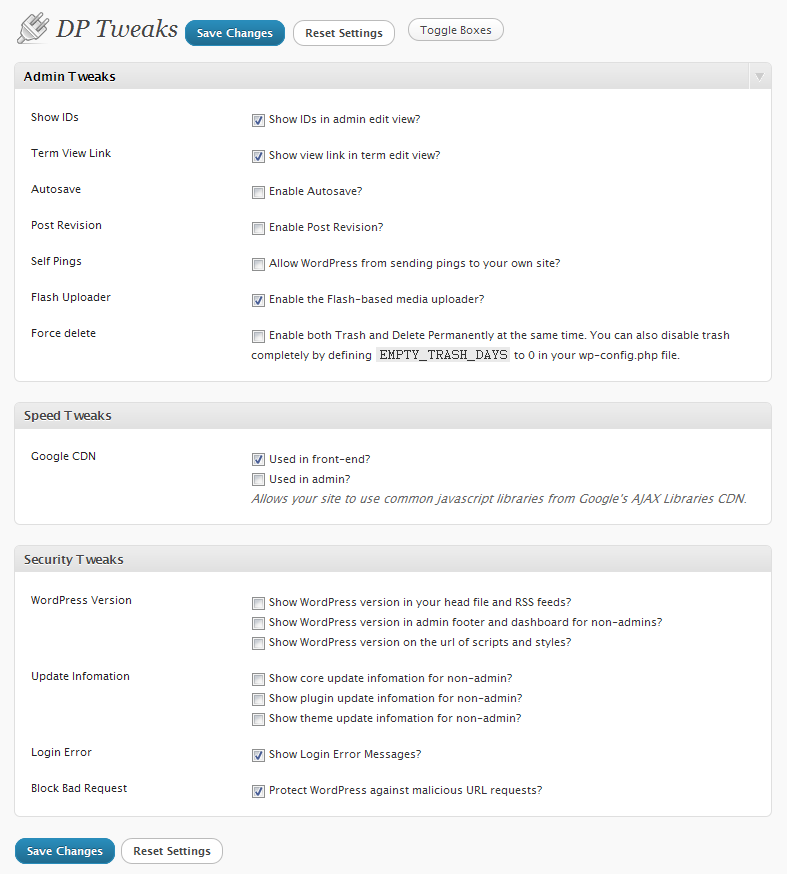 DP Tweaks Save Changes Reset Settings Toggle Boxes
Admin Tweaks
Show IDs Show IDs in admin edit view?
Term View Link Show view link in term edit view?
Autosave Enable Autosave?
Post Revision Enable Post Revision?
Self Pings Allow WordPress from sending pings to your own site?
Flash Uploader Enable the Flash-based media uploader?
Force delete Enable both Trash and Delete Permanently at the same time. You can also disable trash
completely by defining EMPTY_TRASH_DAYS to 0 in your wp-config.php file.
Speed Tweaks
Google CDN Used in front-end?
Used in admin?
Allows your site to use common javascript libraries from Google's AJAX Libraries CDN.
Security Tweaks
WordPress Version Show WordPress version in your head file and RSS feeds?
Show WordPress version in admin footer and dashboard for non-admins?
Show WordPress version on the url of scripts and styles?
Update Infomation Show core update infomation for non-admin?
Show plugin update infomation for non-admin?
Show theme update infomation for non-admin?
Login Error Show Login Error Messages?
Block Bad Request Protect WordPress against malicious URL requests?
Save Changes Reset Settings